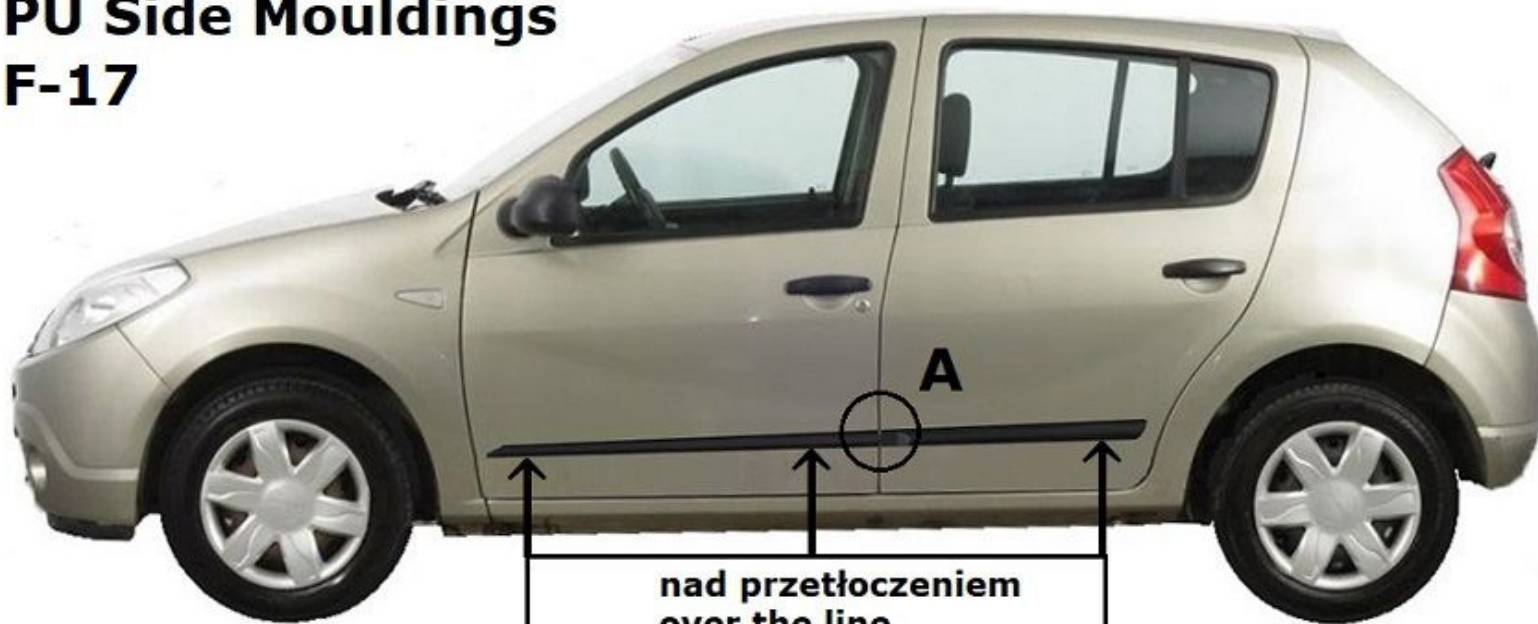 PU Side Mouldings
F-17
A
nad przetłoczeniem
over the line